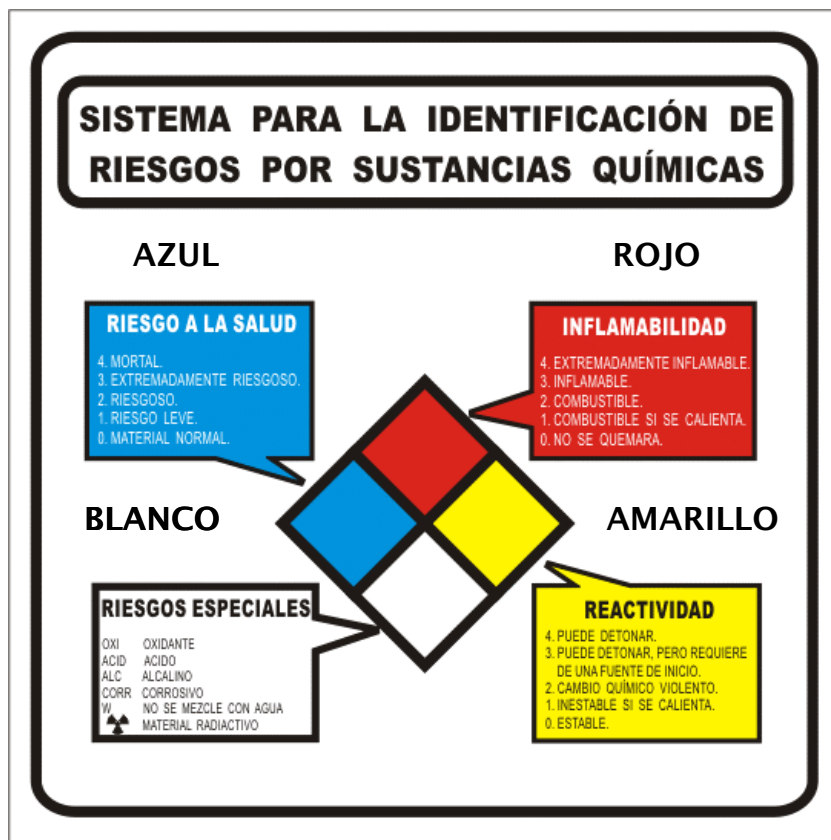 SISTEMA PARA LA IDENTIFICACIÓN DE
RIESGOS POR SUSTANCIAS QUÍMICAS
AZUL
ROJO
RIESGO A LA SALUD
4. MORTAL.
3. EXTREMADAMENTE RIESGOSO.
2. RIESGOSO.
1. RIESGO LEVE.
0. MATERIAL NORMAL.
INFLAMABILIDAD
4. EXTREMADAMENTE INFLAMABLE.
3. INFLAMABLE.
2. COMBUSTIBLE.
1. COMBUSTIBLE SI SE CALIENTA.
0. NO SE QUEMARA.
BLANCO
AMARILLO
RIESGOS ESPECIALES
OXI OXIDANTE
ACID ACIDO
ALC ALCALINO
CORR CORROSIVO
W NO SE MEZCLE CON AGUA
MATERIAL RADIACTIVO
REACTIVIDAD
4. PUEDE DETONAR.
3. PUEDE DETONAR, PERO REQUIERE
DE UNA FUENTE DE INICIO.
2. CAMBIO QUÍMICO VIOLENTO.
1. INESTABLE SI SE CALIENTA.
0. ESTABLE.